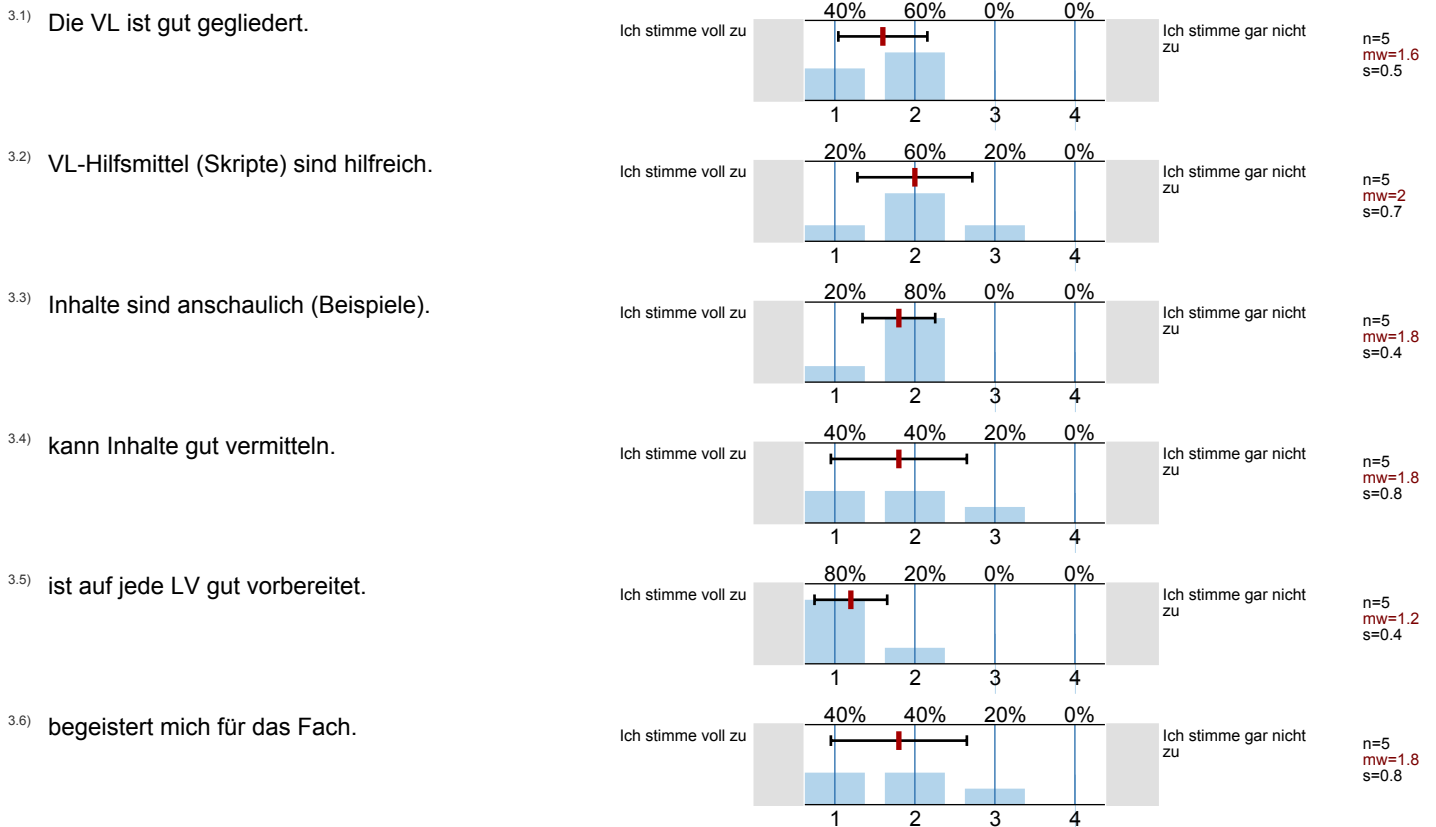 3.1) Die VL ist gut gegliedert.
Ich stimme voll zu
40% 60% 0% 0%
Ich stimme gar nicht
zu
n=5
mw=1.6
s=0.5
1 2 3 4
3.2) VL-Hilfsmittel (Skripte) sind hilfreich.
Ich stimme voll zu
20% 60% 20% 0%
Ich stimme gar nicht
zu
n=5
mw=2
s=0.7
1 2 3 4
3.3) Inhalte sind anschaulich (Beispiele).
Ich stimme voll zu
20% 80% 0% 0%
Ich stimme gar nicht
zu
n=5
mw=1.8
s=0.4
1 2 3 4
3.4) kann Inhalte gut vermitteln.
Ich stimme voll zu
40% 40% 20% 0%
Ich stimme gar nicht
zu
n=5
mw=1.8
s=0.8
1 2 3 4
3.5) ist auf jede LV gut vorbereitet.
Ich stimme voll zu
80% 20% 0% 0%
Ich stimme gar nicht
zu
n=5
mw=1.2
s=0.4
1 2 3 4
3.6) begeistert mich für das Fach.
Ich stimme voll zu
40% 40% 20% 0%
Ich stimme gar nicht
zu
n=5
mw=1.8
s=0.8
1 2 3 4